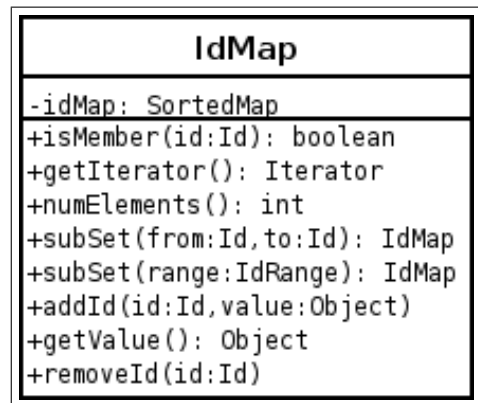 IdMap
-idMap: SortedMap
+isMember(id:Id): boolean
+getIterator(): Iterator
+numElements(): int
+subSet(from:Id,to:Id): IdMap
+subSet(range:IdRange): IdMap
+addId(id:Id,value:Object)
+getValue(): Object
+removeId(id:Id)